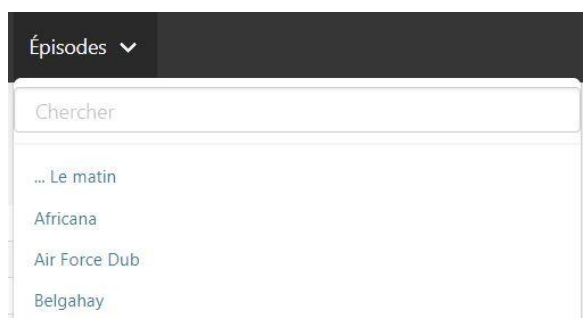 Épisodes
Chercher
... Le matin
Africana
Air Force Dub
Belgahay